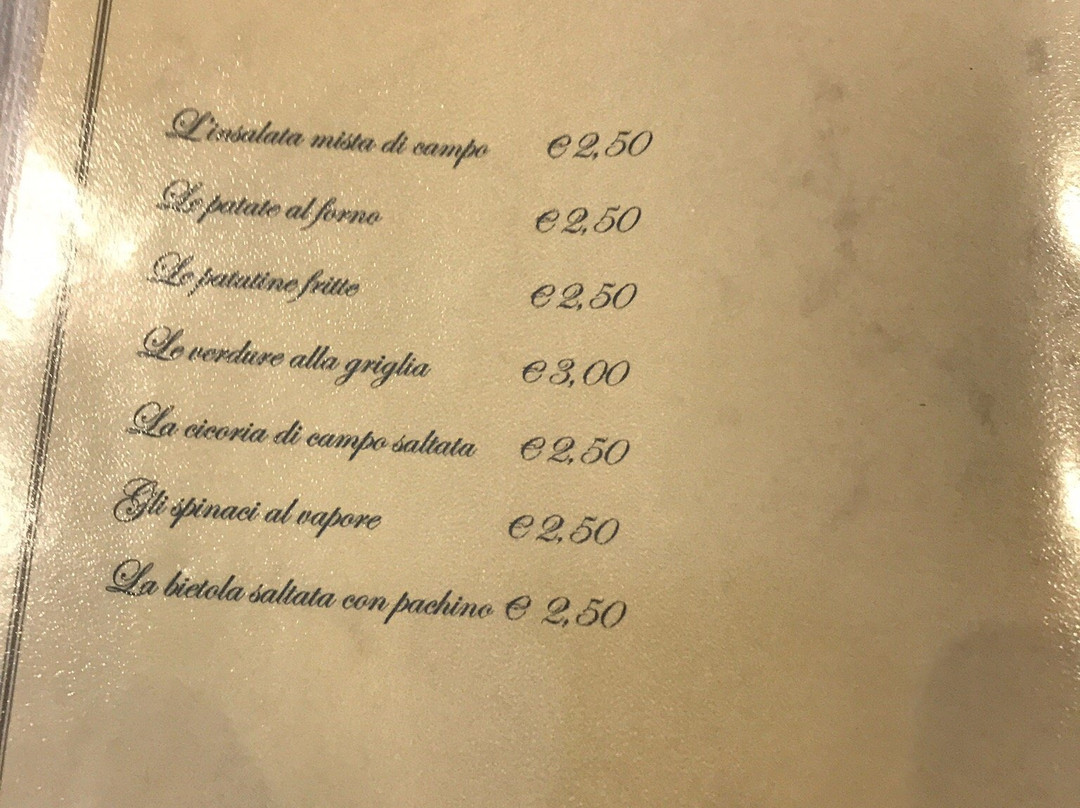 L'insalata mista di campo € 2,50
Le patate al forno € 2,50
Le patatine fritte € 2,50
Le verdure alla griglia € 3,00
La cicoria di campo saltata € 2,50
Gli spinaci al vapore € 2,50
La bietola saltata con pachino € 2,50